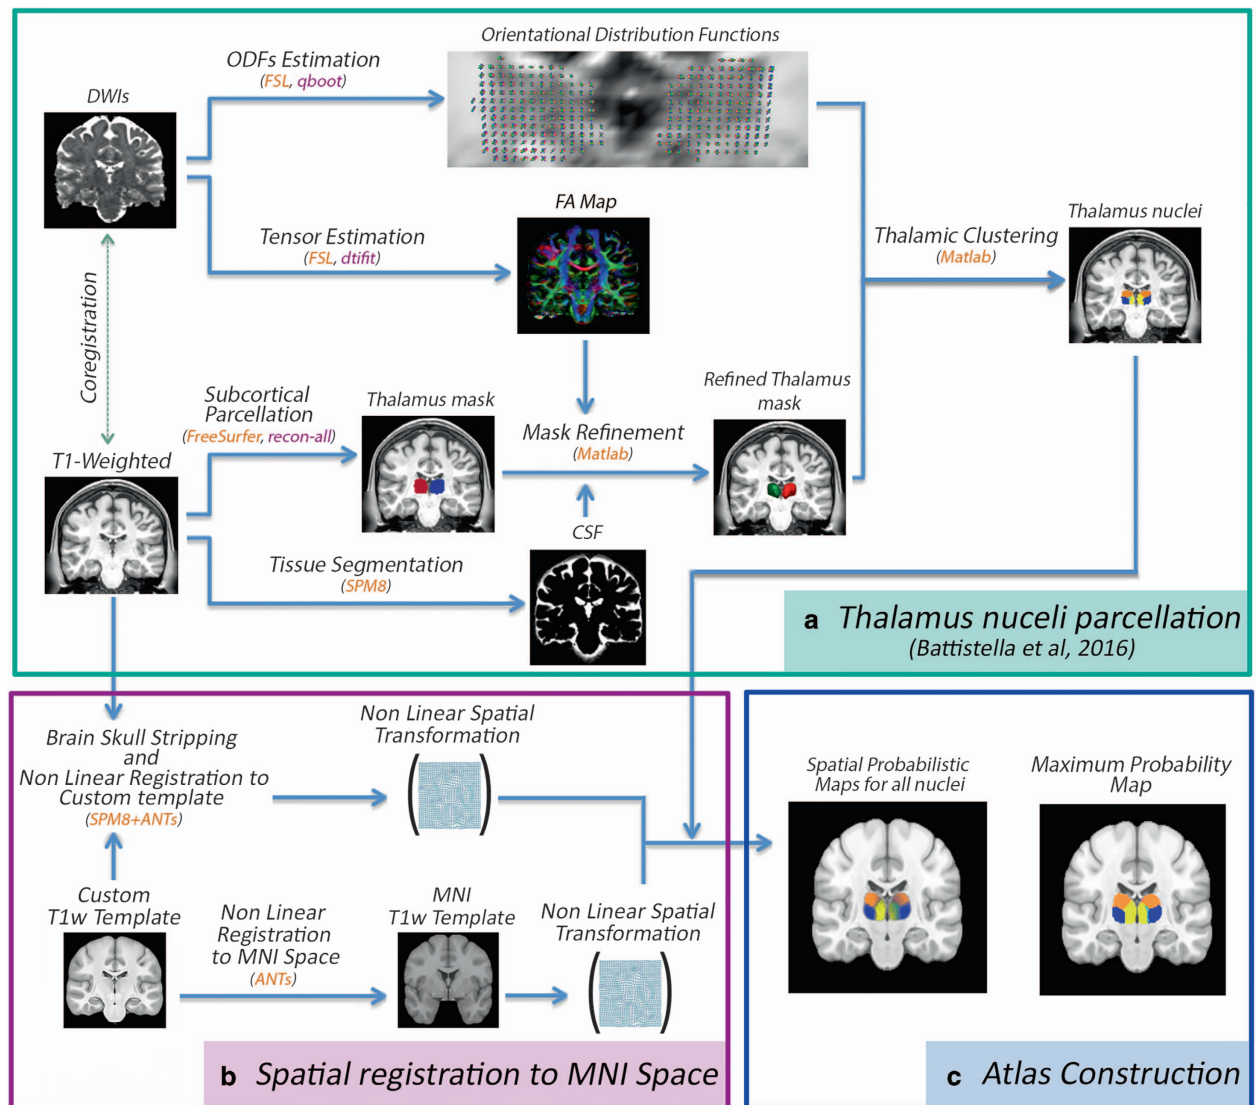 Orientational Distribution Functions
ODFs Estimation
(FSL, qboot)
DWIs
FA Map
Tensor Estimation
(FSL, dtifit)
Thalamus nuclei
Thalamic Clustering
(Matlab)
Coregistration
Subcortical
Parcellation
(FreeSurfer, recon-all)
Thalamus mask
Refined Thalamus
mask
Mask Refinement
(Matlab)
T1-Weighted
CSF
Tissue Segmentation
(SPM8)
a Thalamus nuceli parcellation
(Battistella et al, 2016)
Brain Skull Stripping
and
Non Linear Registration to
Custom template
(SPM8+ANTs)
Non Linear Spatial
Transformation
Custom
T1w Template
Non Linear
Registration
to MNI Space
(ANTs)
MNI
T1w Template
Non Linear Spatial
Transformation
b Spatial registration to MNI Space
Spatial Probabilistic
Maps for all nuclei
Maximum Probability
Map
c Atlas Construction